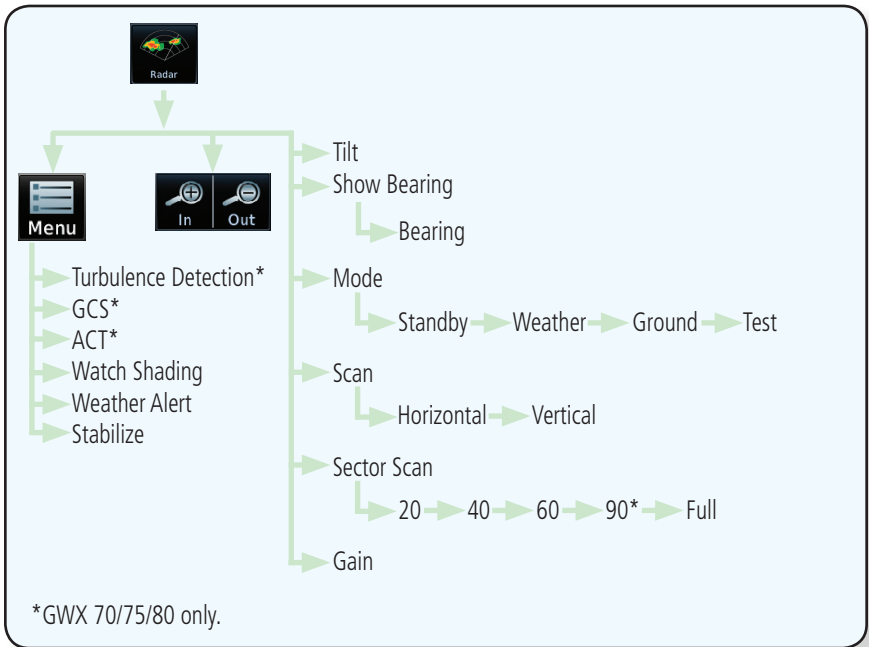 Radar
Menu
In Out
Turbulence Detection*
GCS*
ACT*
Watch Shading
Weather Alert
Stabilize
Tilt
Show Bearing
Bearing
Mode
Standby Weather Ground Test
Scan
Horizontal Vertical
Sector Scan
20 40 60 90* Full
Gain
*GWX 70/75/80 only.